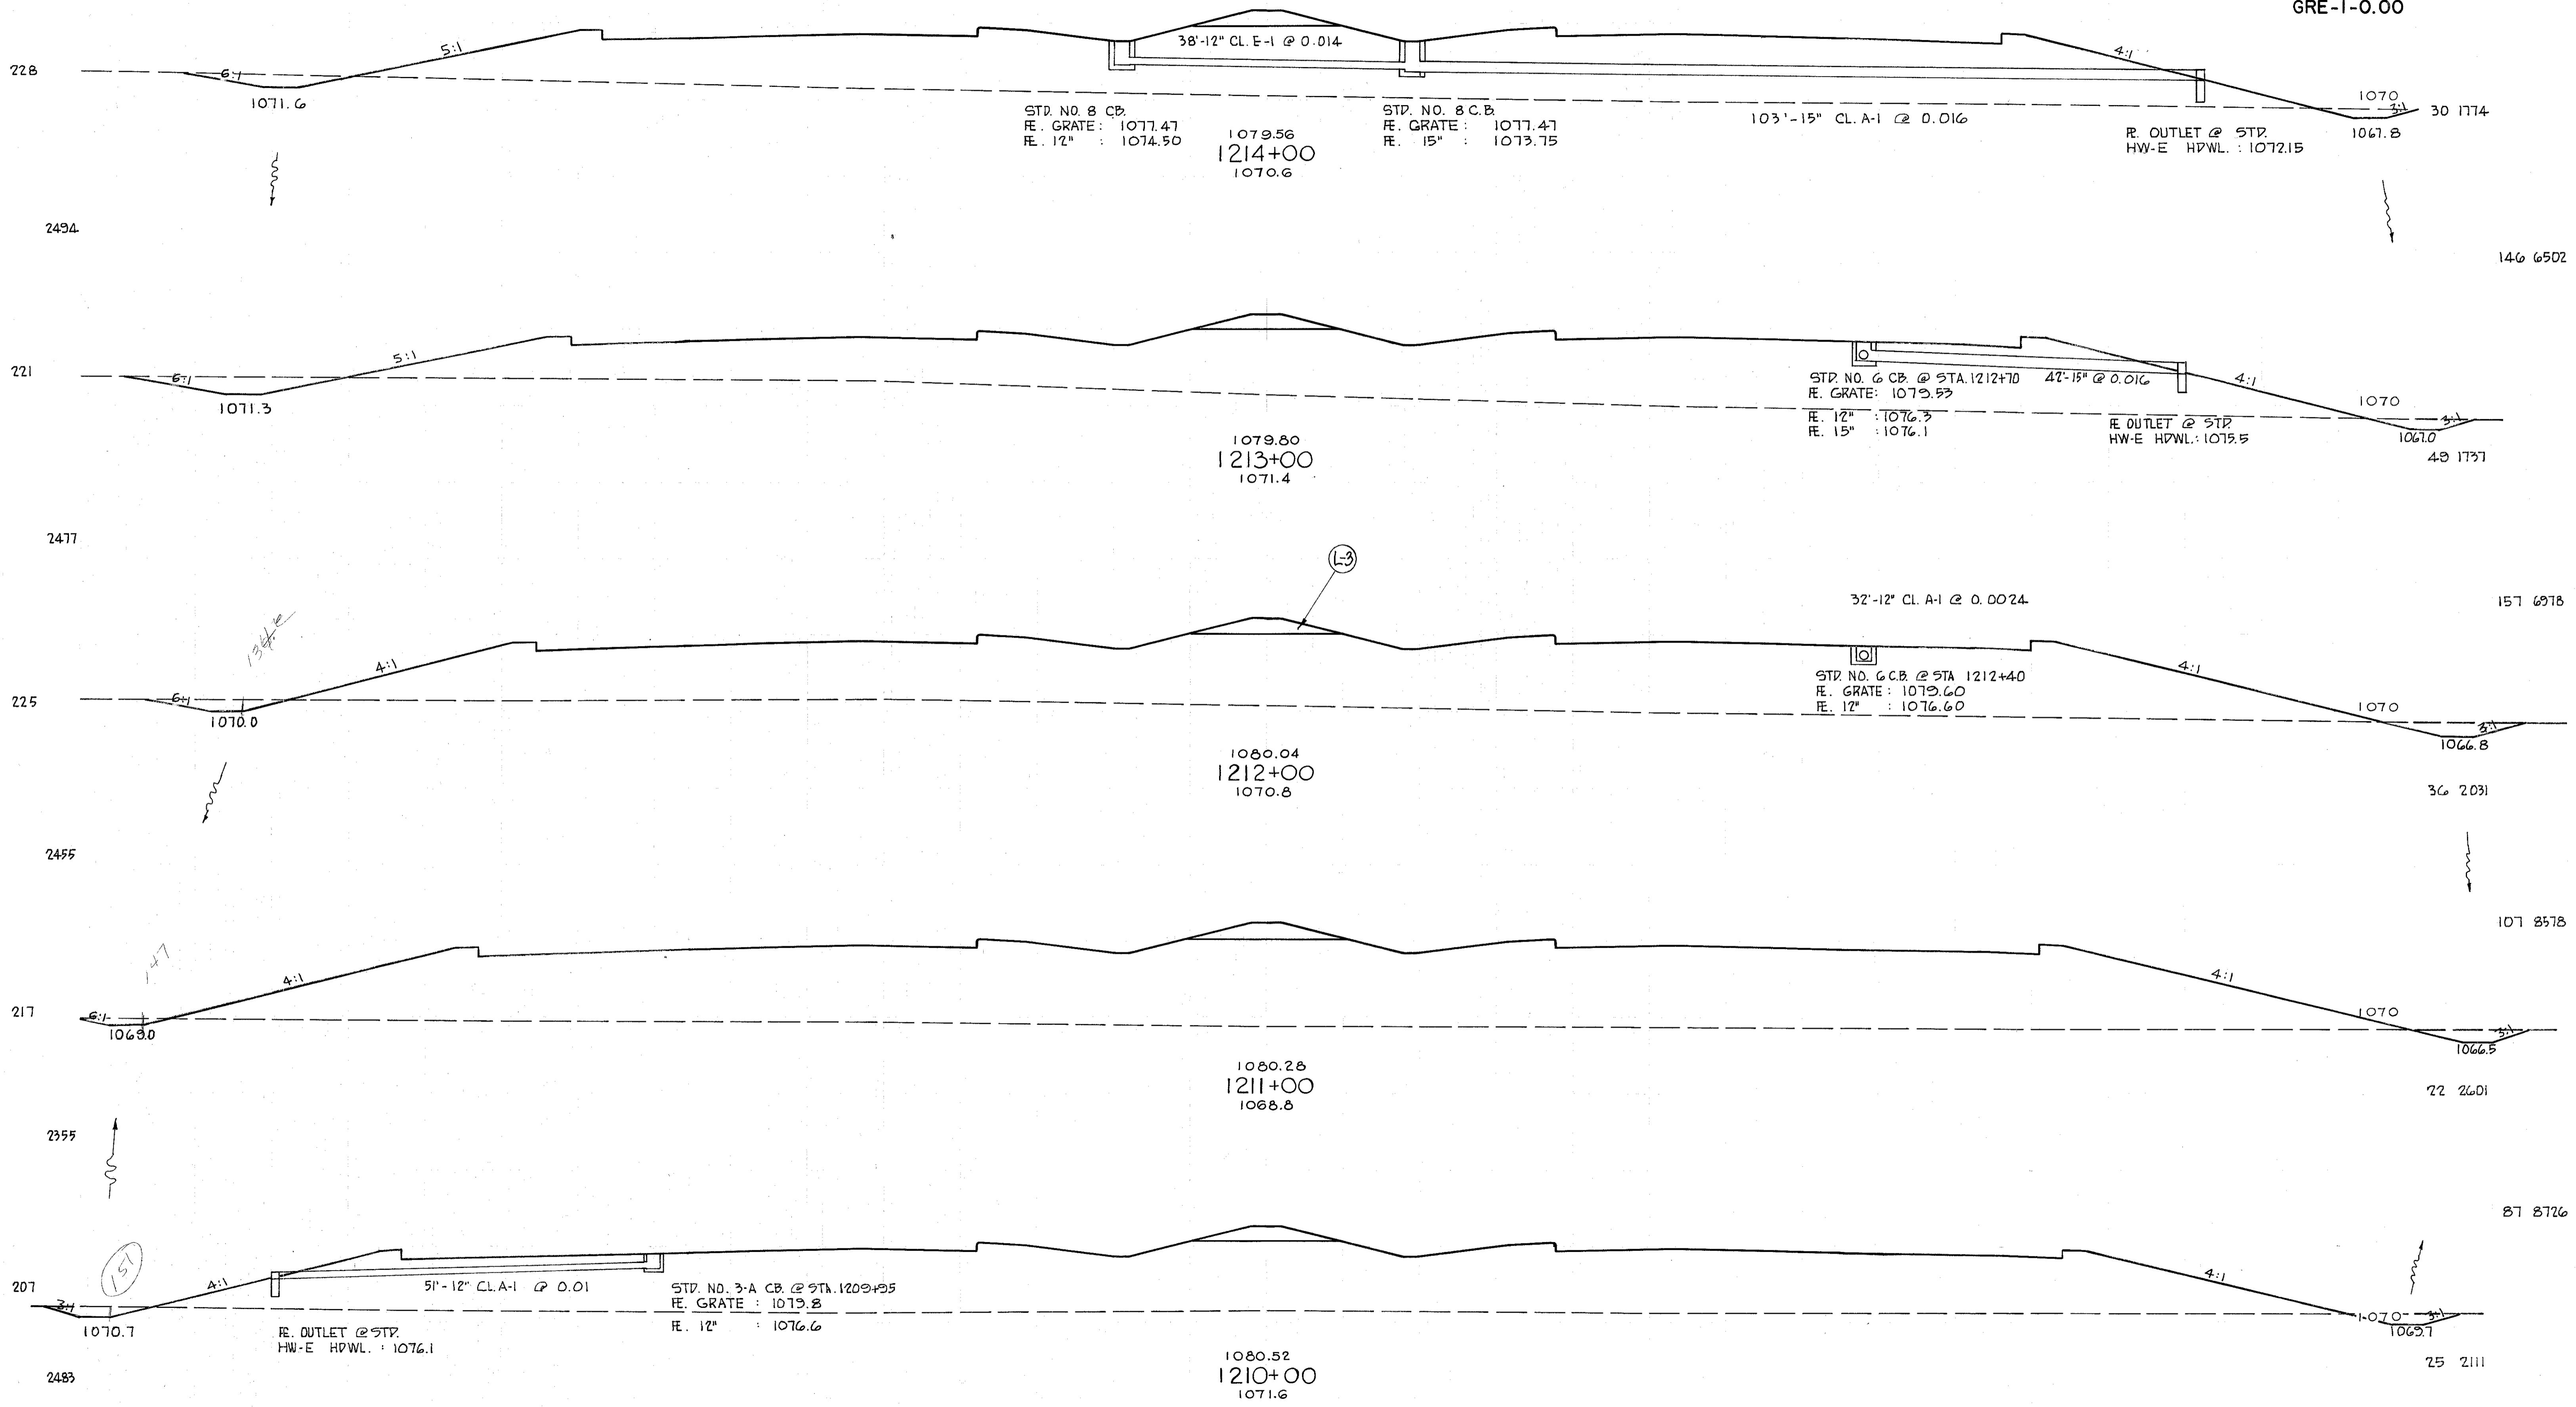 GRE-1-0.00
228
6:1
5:1
1071.6
38'-12" CL. E-1 @ 0.014
STD. NO. 8 C.B.
FE. GRATE : 1077.47
FE. 12" : 1074.50
1079.56
1214+00
1070.6
STD. NO. 8 C.B.
FE. GRATE : 1077.47
FE. 15" : 1073.75
103'-15" CL. A-1 @ 0.016
FE. OUTLET @ STD.
HW-E HDWL. : 1072.15
4:1
1070
3:1
1067.8
30 1774
2494
146 6502
221
6:1
5:1
1071.3
1079.80
1213+00
1071.4
STD. NO. 6 CB. @ STA. 1212+70
FE. GRATE: 1079.53
FE. 12" : 1076.3
FE. 15" : 1076.1
42'-15" @ 0.016
FE OUTLET @ STD.
HW-E HDWL. : 1075.5
4:1
1070
3:1
1067.0
49 1737
2477
L-3
157 6978
32'-12" CL. A-1 @ 0.0024
225
6:1
4:1
1070.0
1080.04
1212+00
1070.8
STD. NO. 6 C.B. @ STA 1212+40
FE. GRATE : 1079.60
FE. 12" : 1076.60
4:1
1070
3:1
1066.8
36 2031
2455
107 8578
147
217
6:1
4:1
1069.0
1080.28
1211+00
1068.8
4:1
1070
3:1
1066.5
22 2601
2355
87 8726
151
207
3:1
4:1
1070.7
51'-12" CL. A-1 @ 0.01
FE. OUTLET @ STD.
HW-E HDWL. : 1076.1
STD. NO. 3-A CB. @ STA. 1209+95
FE. GRATE : 1079.8
FE. 12" : 1076.6
1080.52
1210+00
1071.6
4:1
1070
3:1
1069.7
25 2111
2483